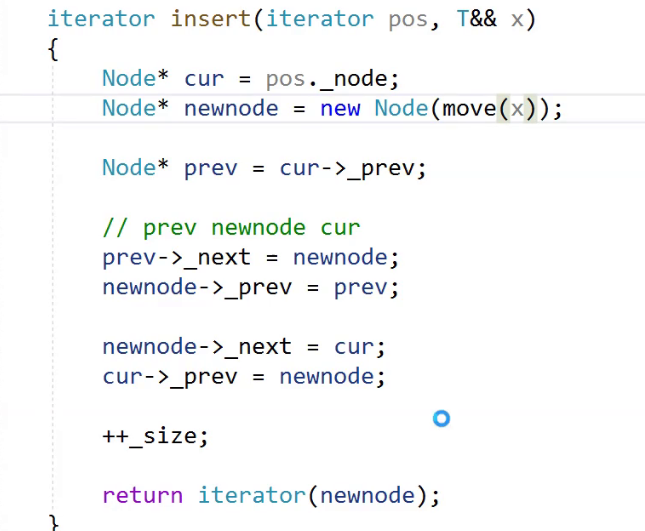 iterator insert(iterator pos, T&& x)
{
Node* cur = pos._node;
Node* newnode = new Node(move(x));
Node* prev = cur->_prev;
// prev newnode cur
prev->_next = newnode;
newnode->_prev = prev;
newnode->_next = cur;
cur->_prev = newnode;
++_size;
return iterator(newnode);
}